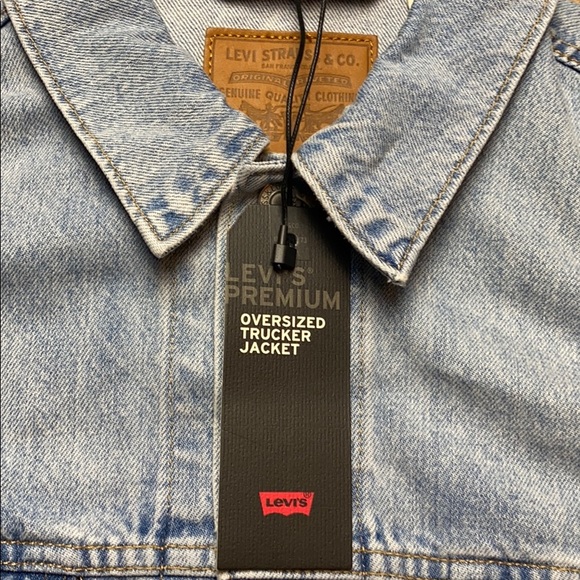 LEVI STRAUSS & CO.
ORIGINAL RIVETED
GENUINE QUALITY CLOTHING
LEVI'S®
PREMIUM
OVERSIZED
TRUCKER
JACKET
Levi's®